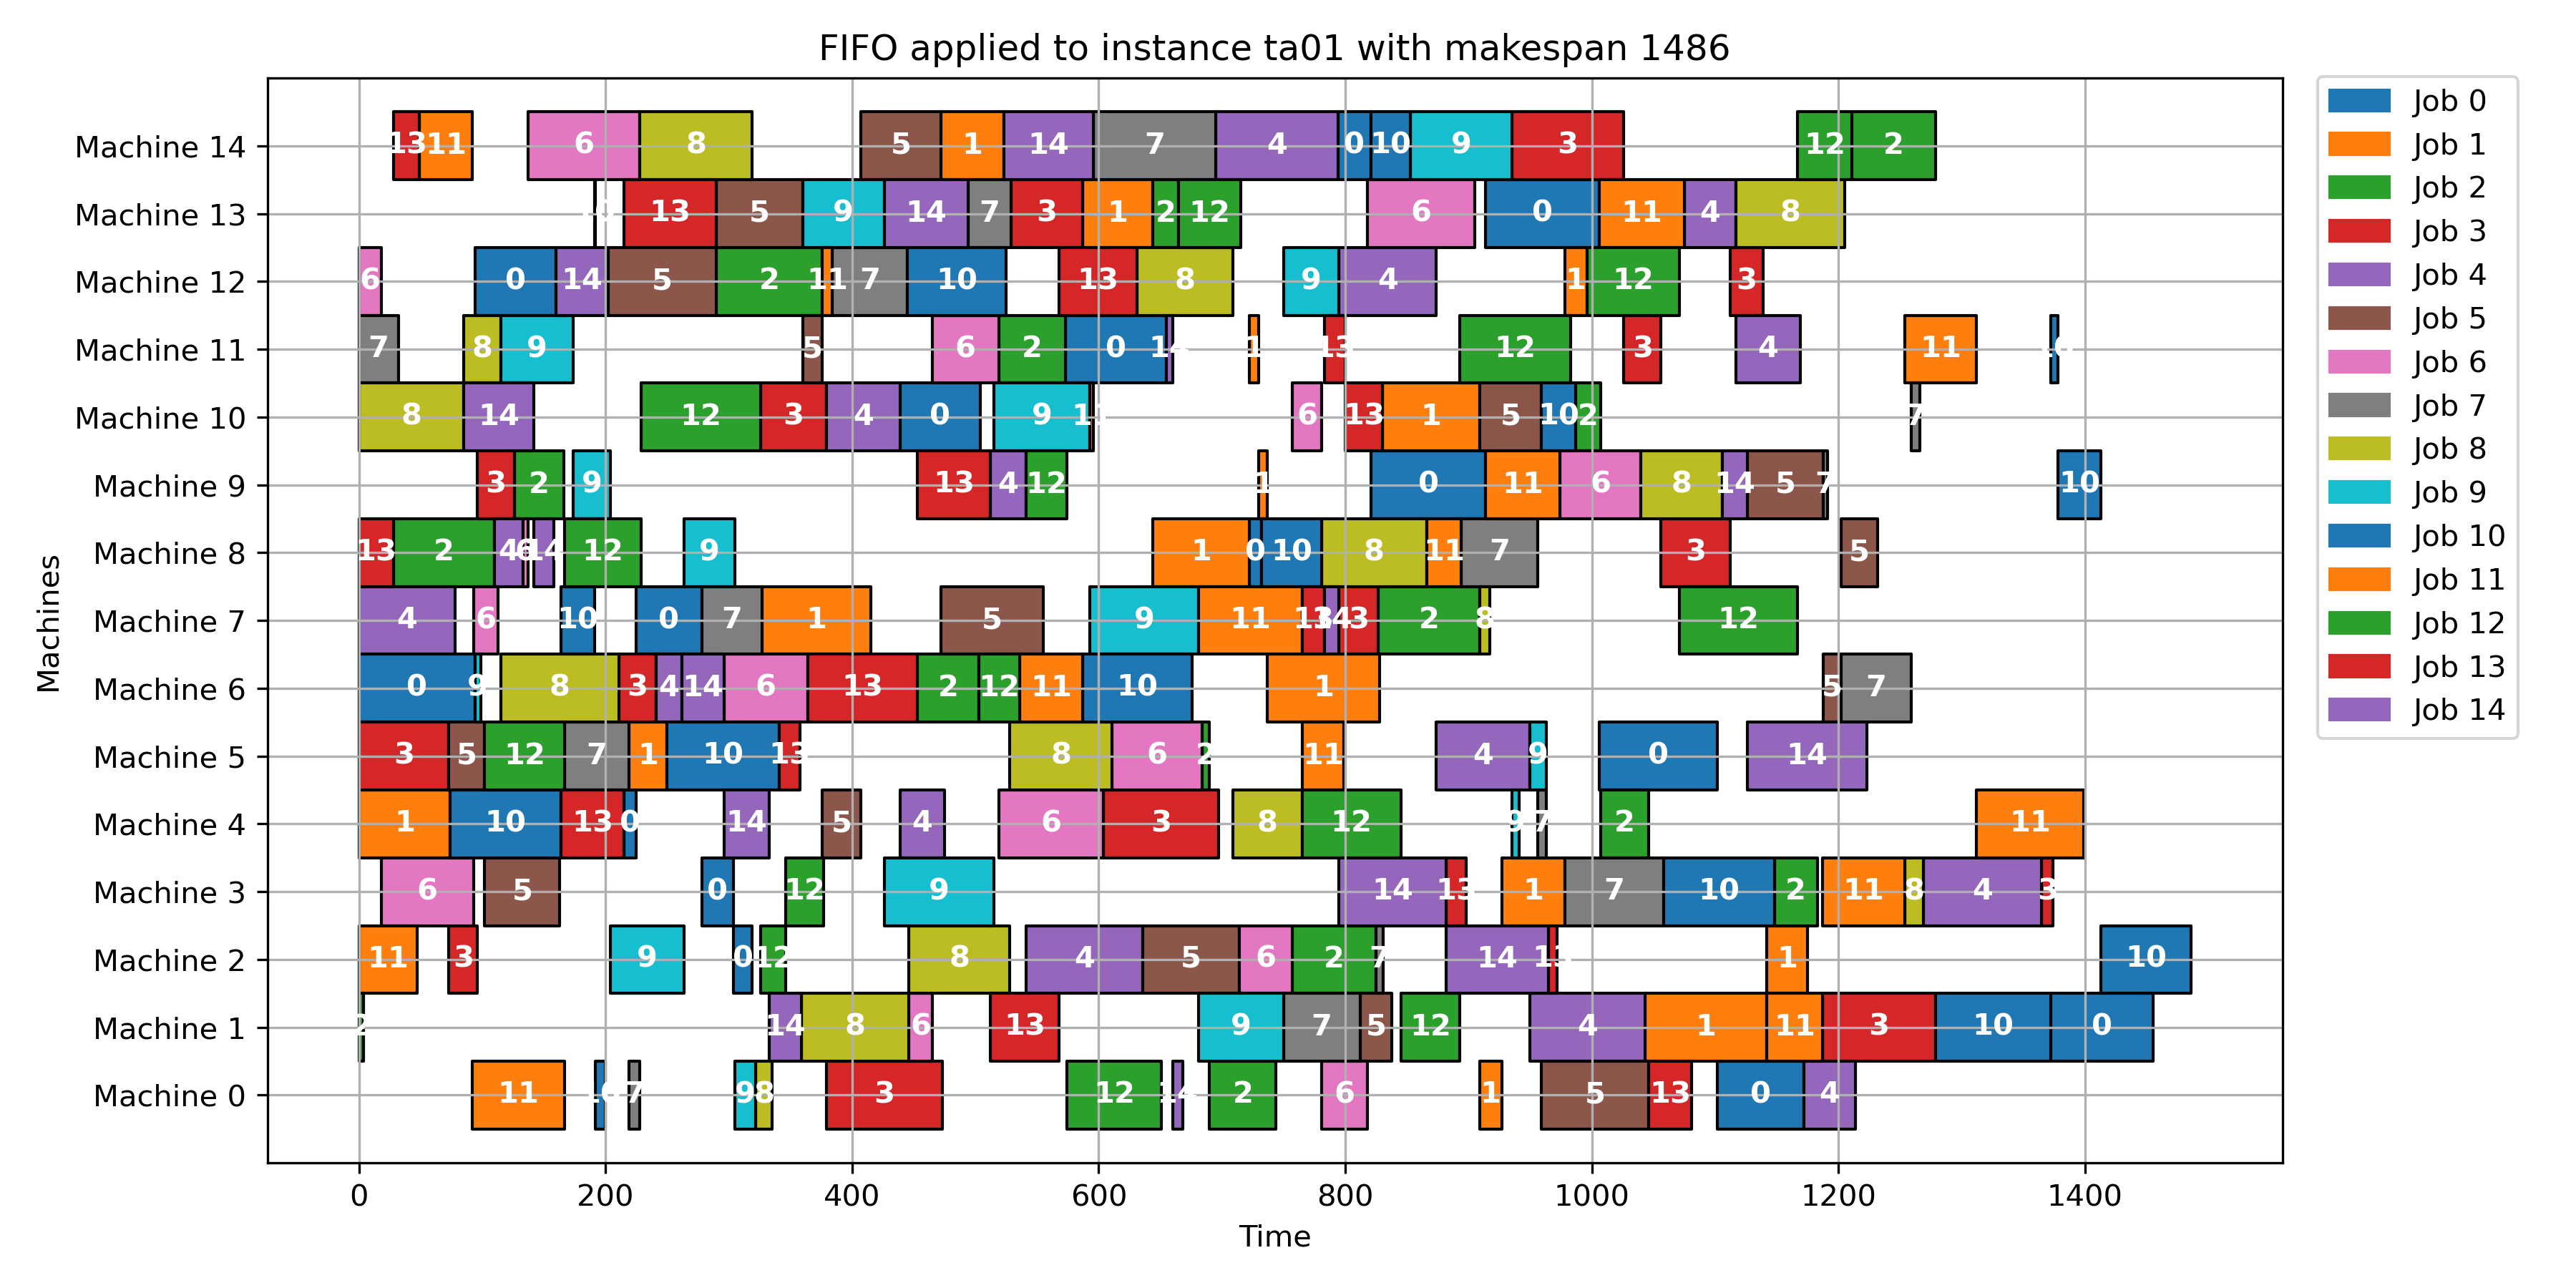 FIFO applied to instance ta01 with makespan 1486
Machine 14 13 11 6 8 5 1 14 7 4 0 10 9 3 12 2
Machine 13 13 5 9 14 7 3 1 2 12 6 0 11 4 8
Machine 12 6 0 14 5 2 11 7 10 13 8 9 4 1 12 3
Machine 11 7 8 9 5 6 2 0 14 1 13 12 3 4 11 10
Machine 10 8 14 12 3 4 0 9 11 6 13 1 5 10 2 7
Machine 9 3 2 9 13 4 12 1 0 11 6 8 14 5 7 10
Machine 8 13 2 4 6 14 12 9 1 0 10 8 11 7 3 5
Machine 7 4 6 10 0 7 1 5 9 11 13 14 3 2 8 12
Machine 6 0 9 8 3 4 14 6 13 2 12 11 10 1 5 7
Machine 5 3 5 12 7 1 10 13 8 6 2 11 4 9 0 14
Machine 4 1 10 13 0 14 5 4 6 3 8 12 9 7 2 11
Machine 3 6 5 0 12 9 14 13 1 7 10 2 11 8 4 3
Machine 2 11 3 9 0 12 8 4 5 6 2 7 14 13 1 10
Machine 1 2 14 8 6 13 9 7 5 12 4 1 11 3 10 0
Machine 0 11 10 7 9 8 3 12 14 2 6 1 5 13 0 4
0 200 400 600 800 1000 1200 1400
Time
Machines
Job 0
Job 1
Job 2
Job 3
Job 4
Job 5
Job 6
Job 7
Job 8
Job 9
Job 10
Job 11
Job 12
Job 13
Job 14